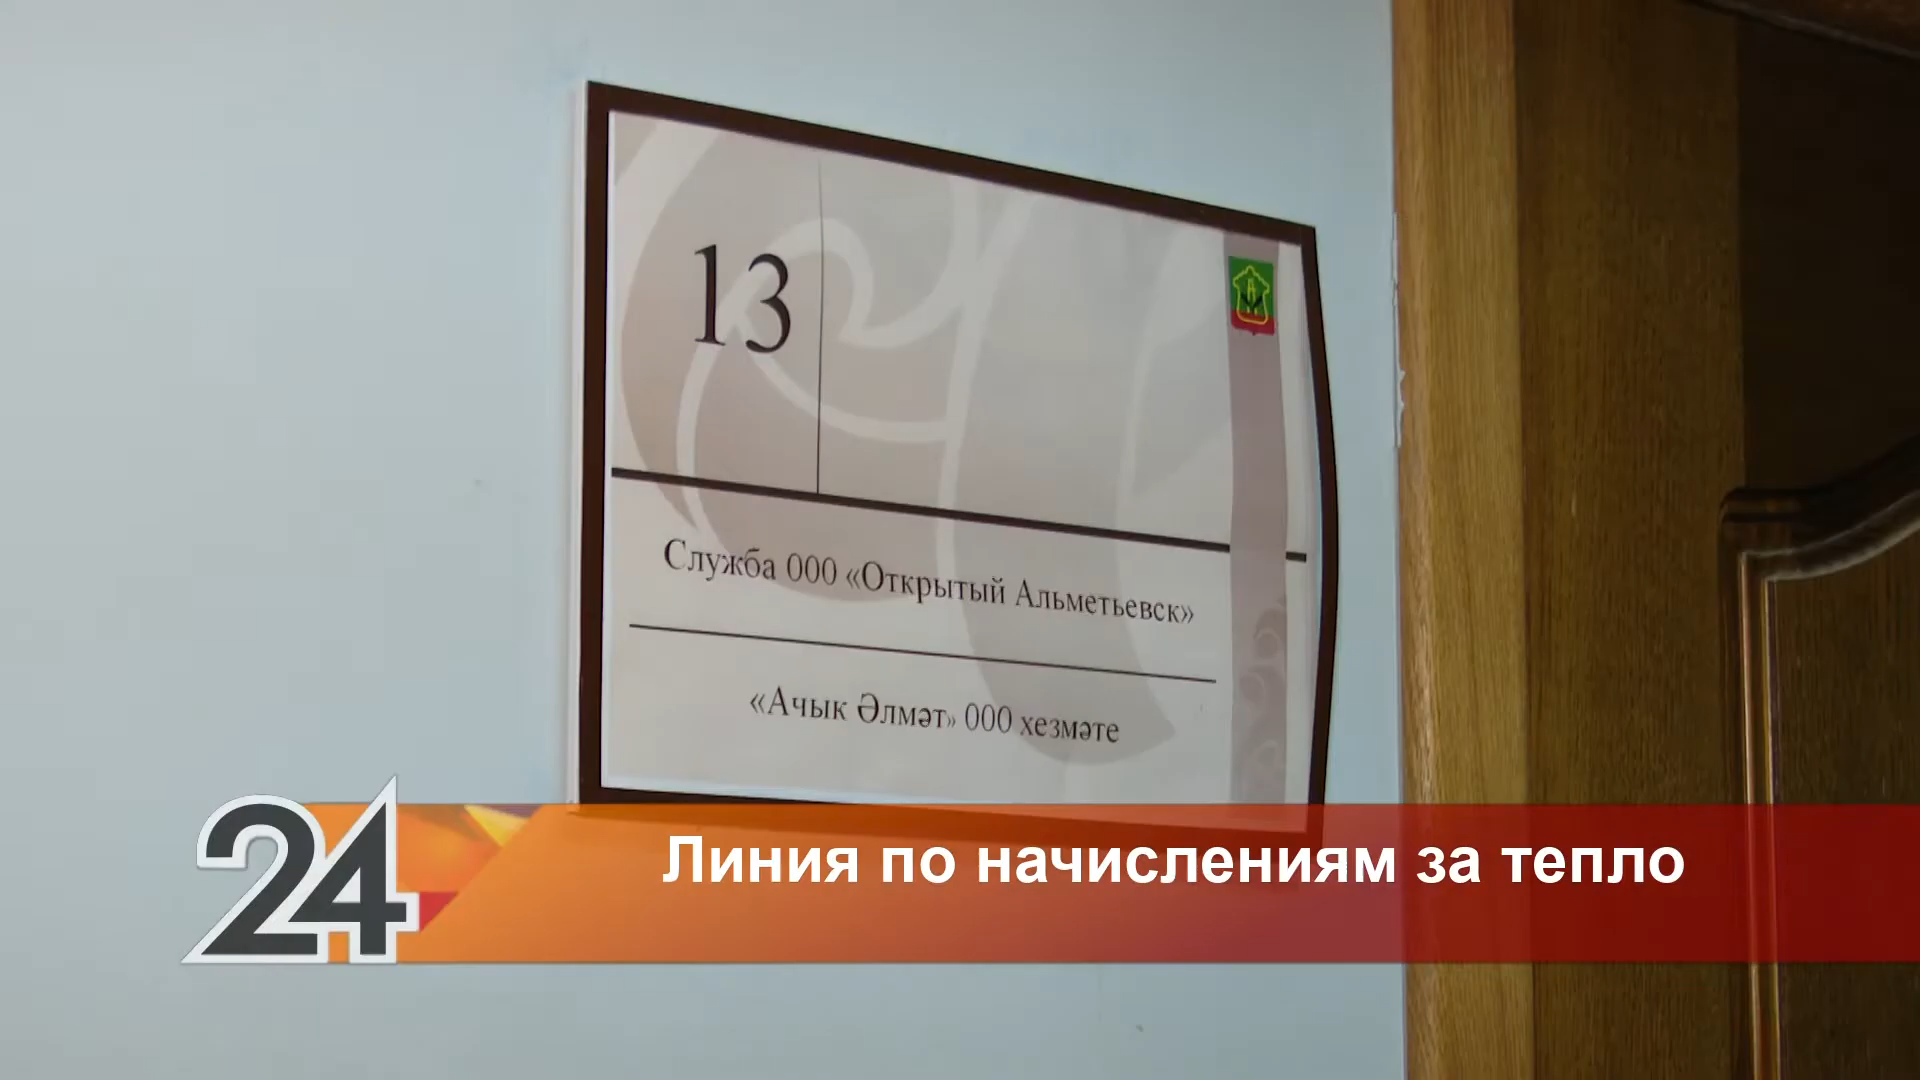 13
Служба ООО «Открытый Альметьевск»
«Ачык Әлмәт» ООО хезмәте
24
Линия по начислениям за тепло